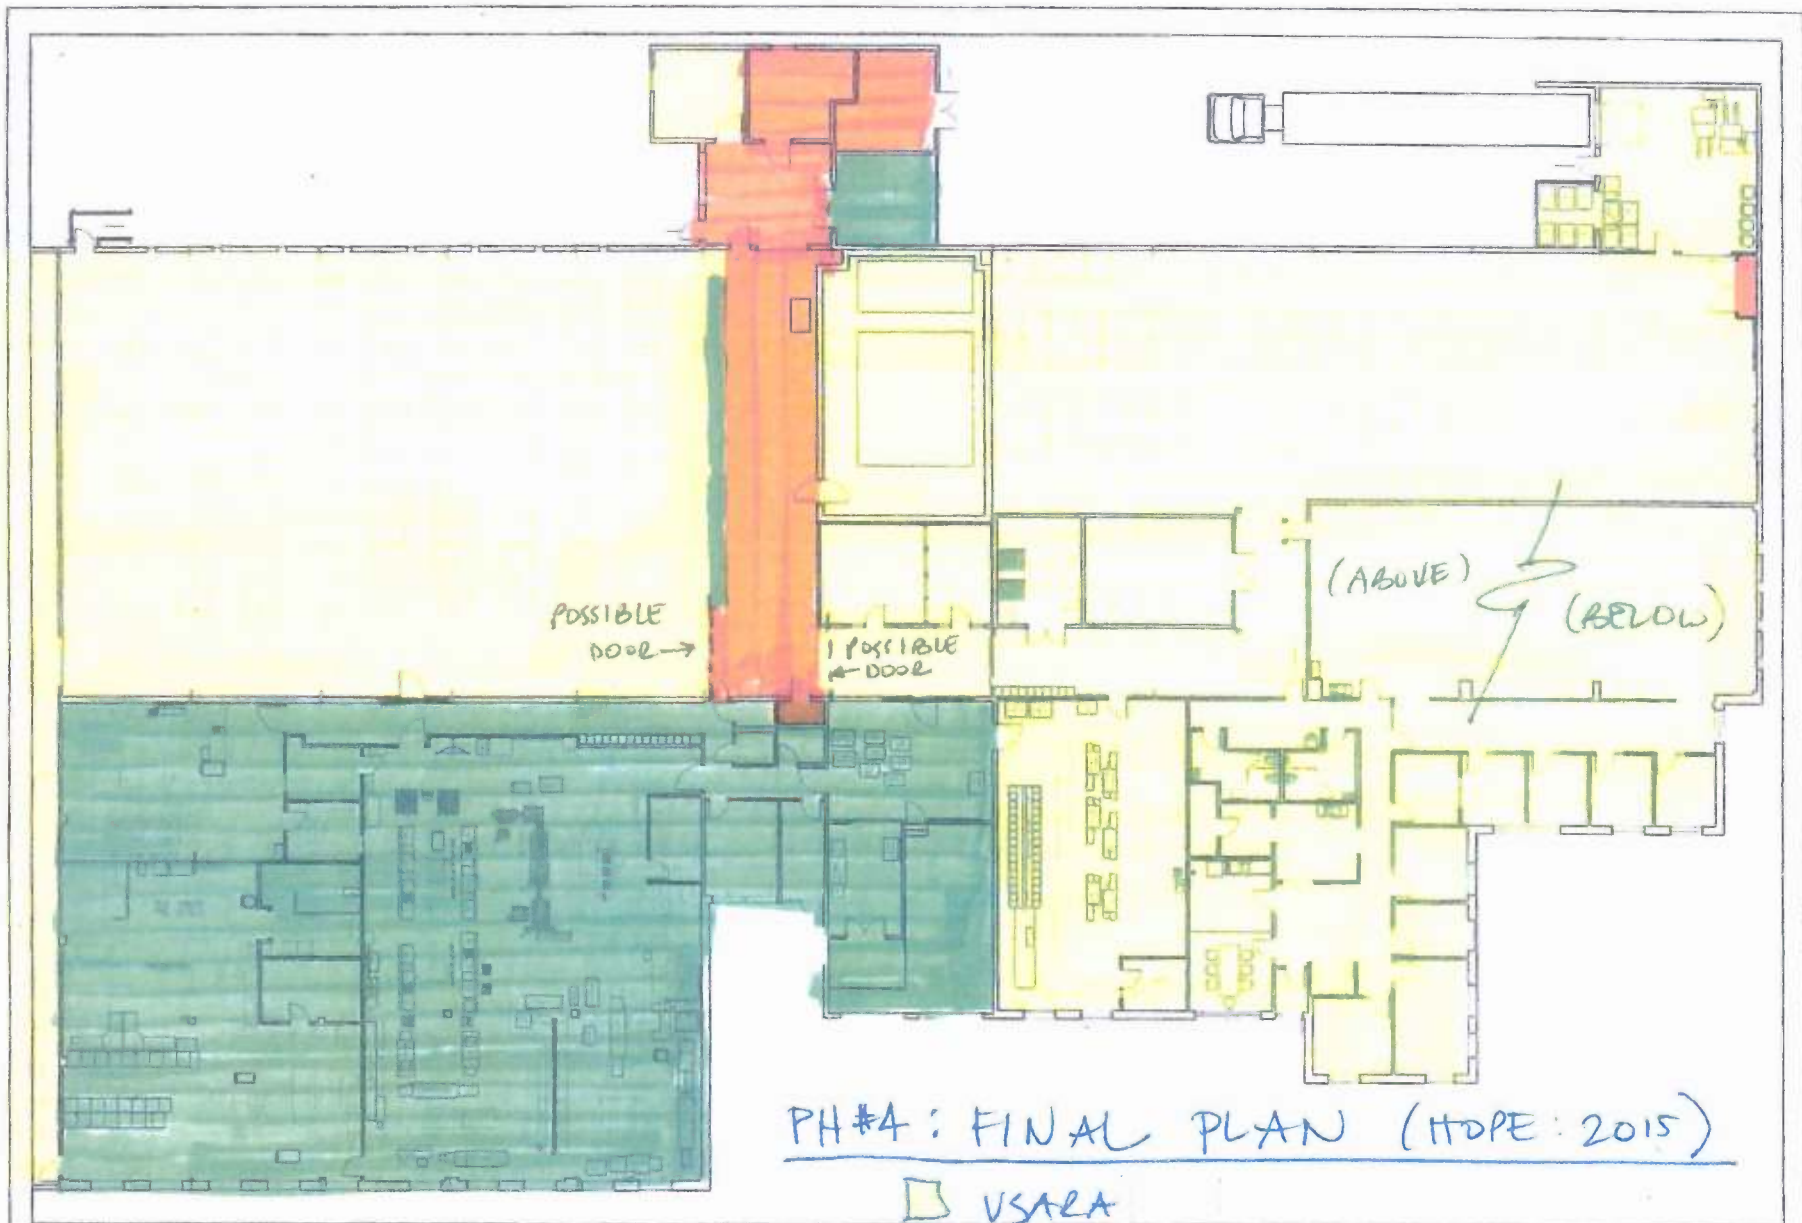 POSSIBLE
DOOR →
POSSIBLE
← DOOR
(ABOVE)
(BELOW)
PH#4: FINAL PLAN (HOPE: 2015)
VSARA